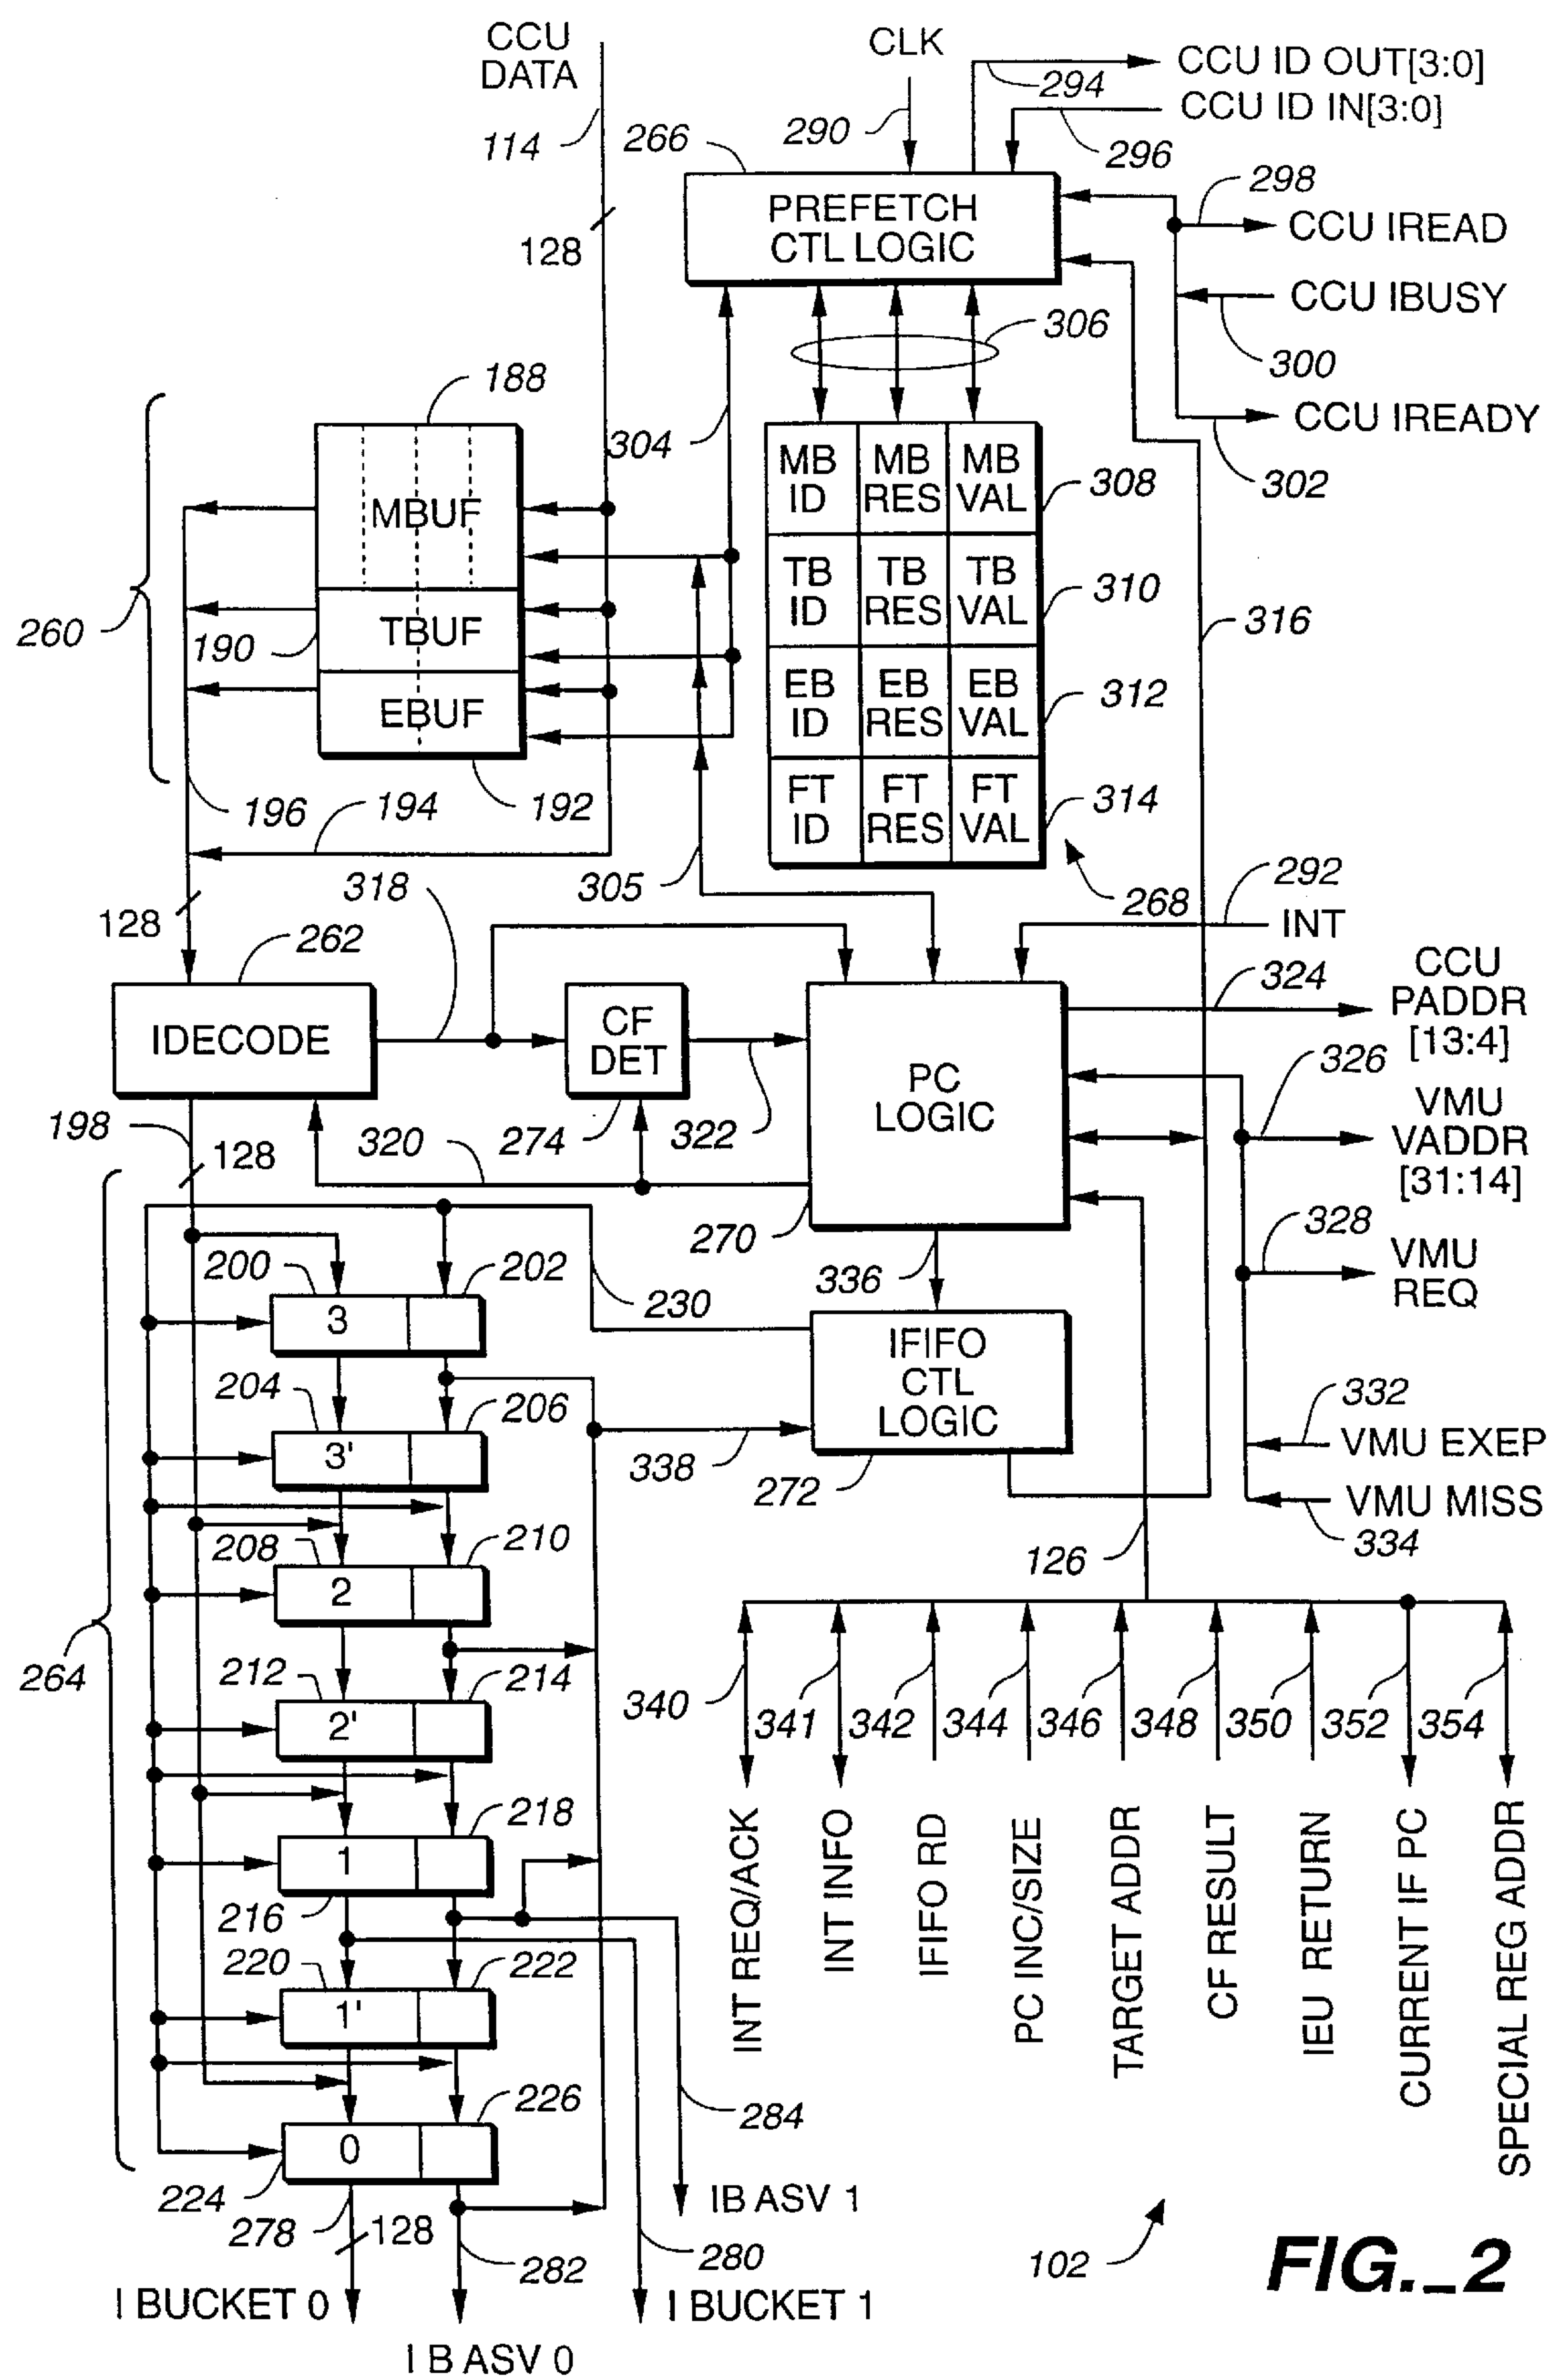 CCU
DATA
CLK
CCU ID OUT[3:0]
294
CCU ID IN[3:0]
114
266
290
296
298
PREFETCH
CTL LOGIC
CCU IREAD
128
CCU IBUSY
306
300
188
CCU IREADY
304
302
MB
ID
MB
RES
MB
VAL
308
MBUF
TB
ID
TB
RES
TB
VAL
310
260
190
TBUF
316
EB
ID
EB
RES
EB
VAL
312
EBUF
FT
ID
FT
RES
FT
VAL
314
196
194
192
318
305
268
292
INT
128
262
CCU
PADDR
[13:4]
324
IDECODE
CF
DET
PC
LOGIC
326
VMU
VADDR
[31:14]
198
128
320
274
322
270
328
VMU
REQ
200
202
230
336
3
IFIFO
CTL
LOGIC
204
206
332
3'
338
272
VMU EXEP
VMU MISS
334
208
210
126
2
264
212
214
2'
340
341
342
344
346
348
350
352
354
218
1
216
INT REQ/ACK
INT INFO
IFIFO RD
PC INC/SIZE
TARGET ADDR
CF RESULT
IEU RETURN
CURRENT IF PC
SPECIAL REG ADDR
220
222
1'
226
284
0
224
IB ASV 1
278
128
282
280
102
FIG._2
I BUCKET 0
I BUCKET 1
I B ASV 0